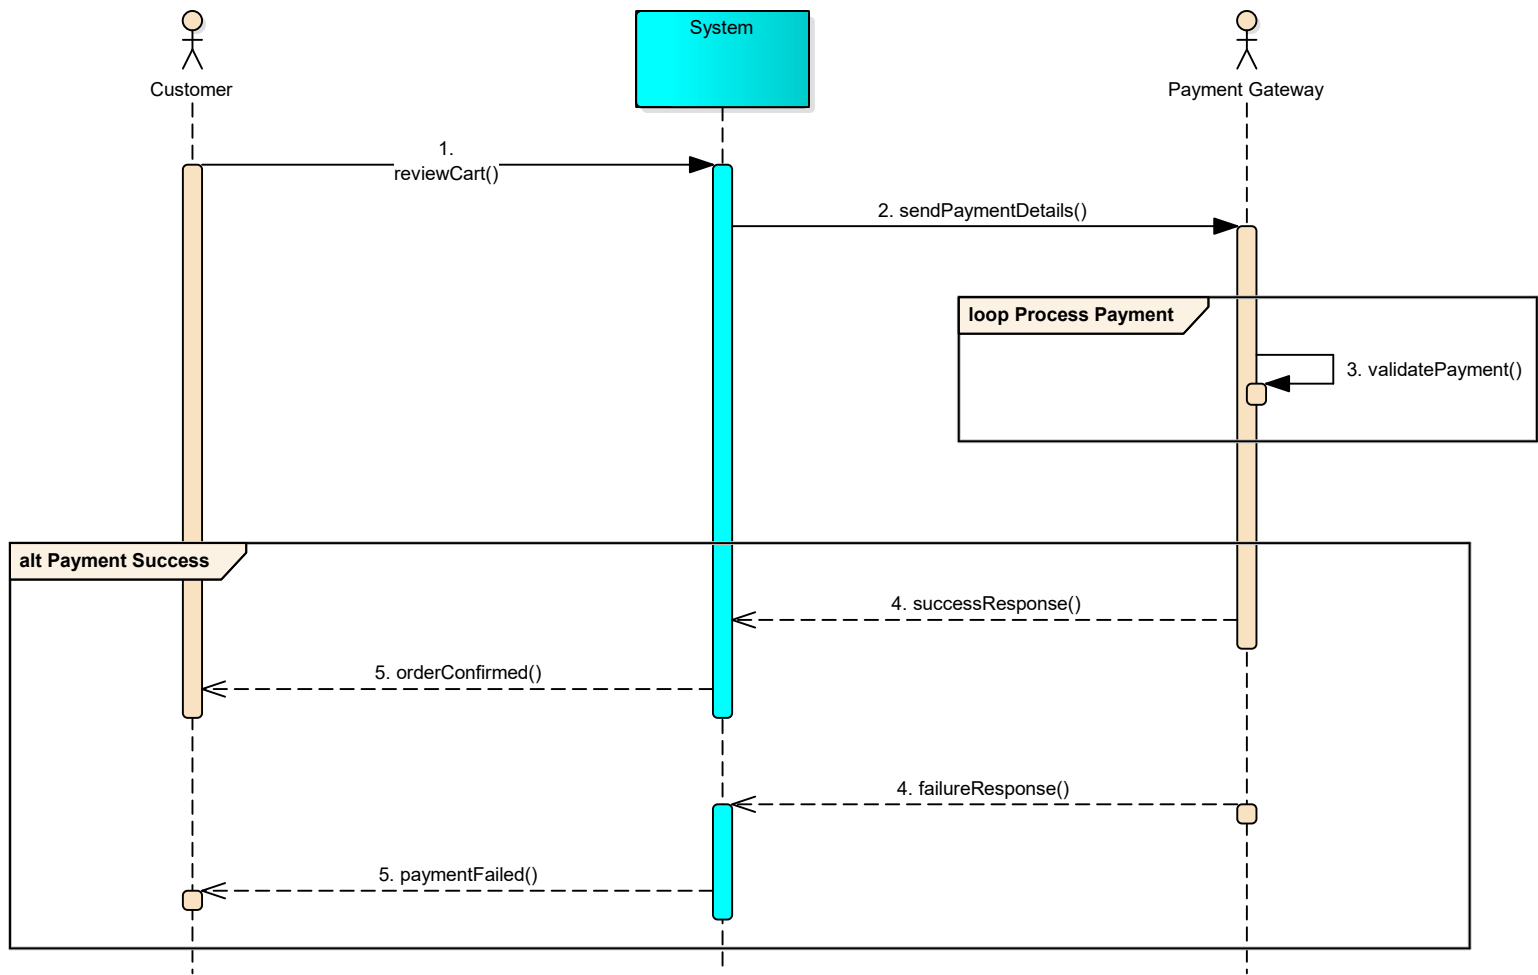 System
Customer
Payment Gateway
1.
reviewCart()
2. sendPaymentDetails()
loop Process Payment
3. validatePayment()
alt Payment Success
4. successResponse()
5. orderConfirmed()
4. failureResponse()
5. paymentFailed()